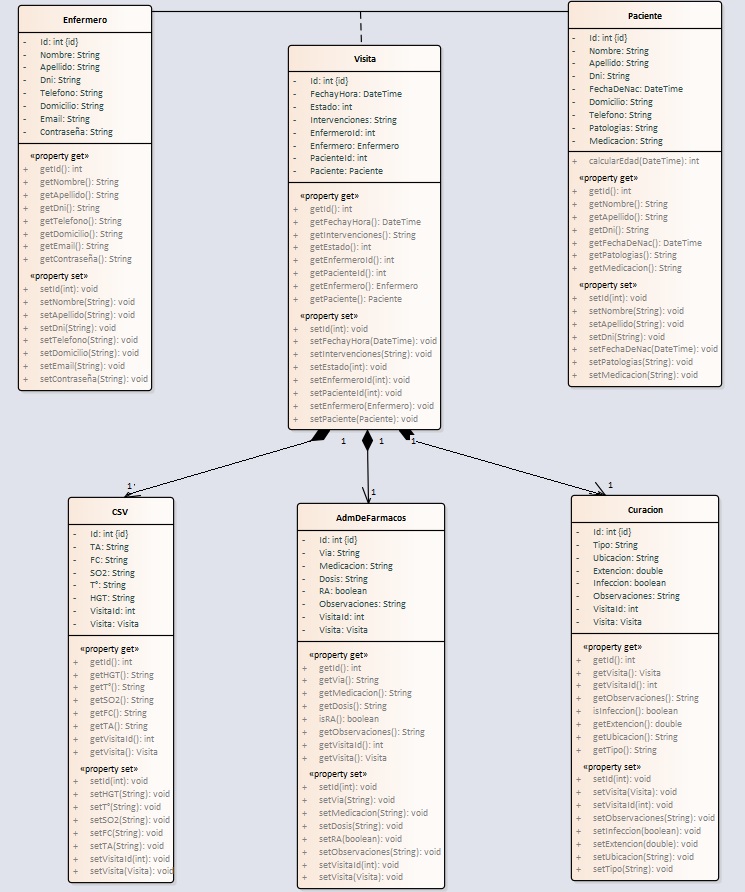 Enfermero
- Id: int {id}
- Nombre: String
- Apellido: String
- Dni: String
- Telefono: String
- Domicilio: String
- Email: String
- Contraseña: String
«property get»
+ getId(): int
+ getNombre(): String
+ getApellido(): String
+ getDni(): String
+ getTelefono(): String
+ getDomicilio(): String
+ getEmail(): String
+ getContraseña(): String
«property set»
+ setId(int): void
+ setNombre(String): void
+ setApellido(String): void
+ setDni(String): void
+ setTelefono(String): void
+ setDomicilio(String): void
+ setEmail(String): void
+ setContraseña(String): void
Visita
- Id: int {id}
- FechayHora: DateTime
- Estado: int
- Intervenciones: String
- EnfermeroId: int
- Enfermero: Enfermero
- PacienteId: int
- Paciente: Paciente
«property get»
+ getId(): int
+ getFechayHora(): DateTime
+ getIntervenciones(): String
+ getEstado(): int
+ getEnfermeroId(): int
+ getPacienteId(): int
+ getEnfermero(): Enfermero
+ getPaciente(): Paciente
«property set»
+ setId(int): void
+ setFechayHora(DateTime): void
+ setIntervenciones(String): void
+ setEstado(int): void
+ setEnfermeroId(int): void
+ setPacienteId(int): void
+ setEnfermero(Enfermero): void
+ setPaciente(Paciente): void
Paciente
- Id: int {id}
- Nombre: String
- Apellido: String
- Dni: String
- FechaDeNac: DateTime
- Domicilio: String
- Telefono: String
- Patologias: String
- Medicacion: String
+ calcularEdad(DateTime): int
«property get»
+ getId(): int
+ getNombre(): String
+ getApellido(): String
+ getDni(): String
+ getFechaDeNac(): DateTime
+ getPatologias(): String
+ getMedicacion(): String
«property set»
+ setId(int): void
+ setNombre(String): void
+ setApellido(String): void
+ setDni(String): void
+ setFechaDeNac(DateTime): void
+ setPatologias(String): void
+ setMedicacion(String): void
1 1 1
1 1 1
CSV
- Id: int {id}
- TA: String
- FC: String
- SO2: String
- T°: String
- HGT: String
- VisitaId: int
- Visita: Visita
«property get»
+ getId(): int
+ getHGT(): String
+ getT°(): String
+ getSO2(): String
+ getFC(): String
+ getTA(): String
+ getVisitaId(): int
+ getVisita(): Visita
«property set»
+ setId(int): void
+ setHGT(String): void
+ setT°(String): void
+ setSO2(String): void
+ setFC(String): void
+ setTA(String): void
+ setVisitaId(int): void
+ setVisita(Visita): void
AdmDeFarmacos
- Id: int {id}
- Via: String
- Medicacion: String
- Dosis: String
- RA: boolean
- Observaciones: String
- VisitaId: int
- Visita: Visita
«property get»
+ getId(): int
+ getVia(): String
+ getMedicacion(): String
+ getDosis(): String
+ isRA(): boolean
+ getObservaciones(): String
+ getVisitaId(): int
+ getVisita(): Visita
«property set»
+ setId(int): void
+ setVia(String): void
+ setMedicacion(String): void
+ setDosis(String): void
+ setRA(boolean): void
+ setObservaciones(String): void
+ setVisitaId(int): void
+ setVisita(Visita): void
Curacion
- Id: int {id}
- Tipo: String
- Ubicacion: String
- Extencion: double
- Infeccion: boolean
- Observaciones: String
- VisitaId: int
- Visita: Visita
«property get»
+ getId(): int
+ getVisita(): Visita
+ getVisitaId(): int
+ getObservaciones(): String
+ isInfeccion(): boolean
+ getExtencion(): double
+ getUbicacion(): String
+ getTipo(): String
«property set»
+ setId(int): void
+ setVisita(Visita): void
+ setVisitaId(int): void
+ setObservaciones(String): void
+ setInfeccion(boolean): void
+ setExtencion(double): void
+ setUbicacion(String): void
+ setTipo(String): void